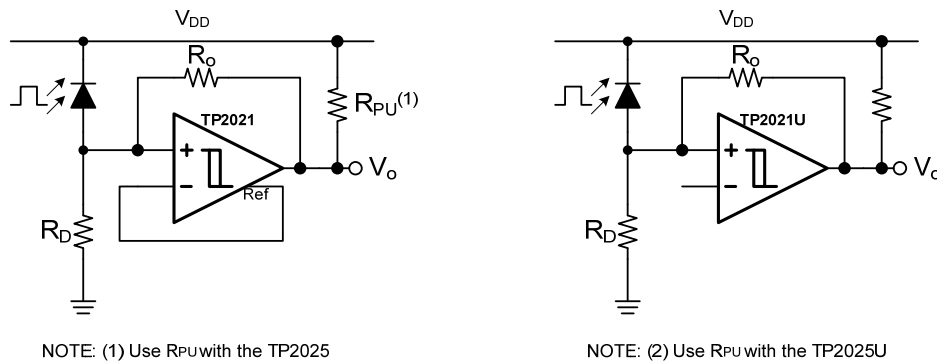 VDD
VDD
Ro
Ro
RPU(1)
TP2021
TP2021U
+
+
Vo
Vo
−
−
Ref
RD
RD
NOTE: (1) Use RPU with the TP2025
NOTE: (2) Use RPU with the TP2025U